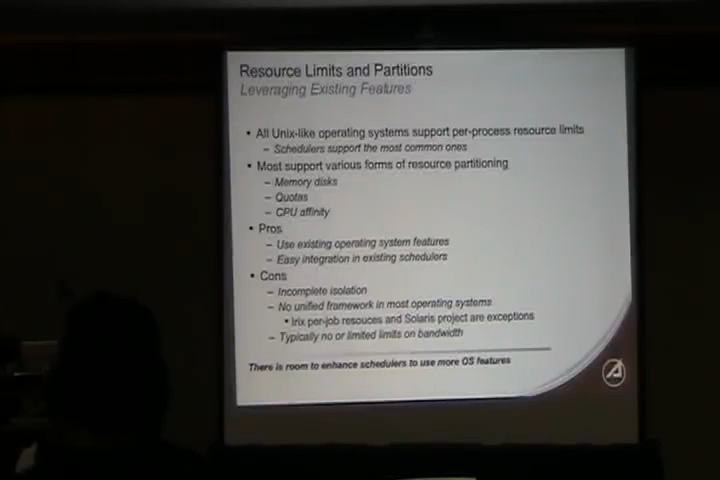 Resource Limits and Partitions
Leveraging Existing Features
• All Unix-like operating systems support per-process resource limits
– Schedulers support the most common ones
• Most support various forms of resource partitioning
– Memory disks
– Quotas
– CPU affinity
• Pros
– Use existing operating system features
– Easy integration in existing schedulers
• Cons
– Incomplete isolation
– No unified framework in most operating systems
• Irix per-job resouces and Solaris project are exceptions
– Typically no or limited limits on bandwidth
There is room to enhance schedulers to use more OS features